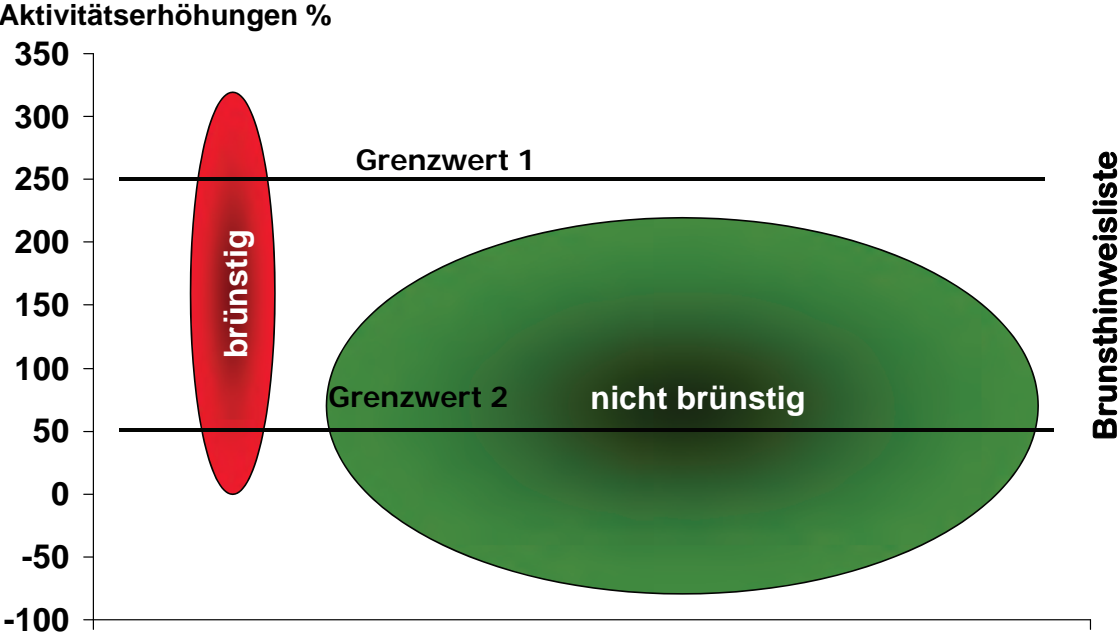 Aktivitätserhöhungen %
350
300
250
200
150
100
50
0
-50
-100
Grenzwert 1
brünstig
Grenzwert 2
nicht brünstig
Brunsthinweisliste